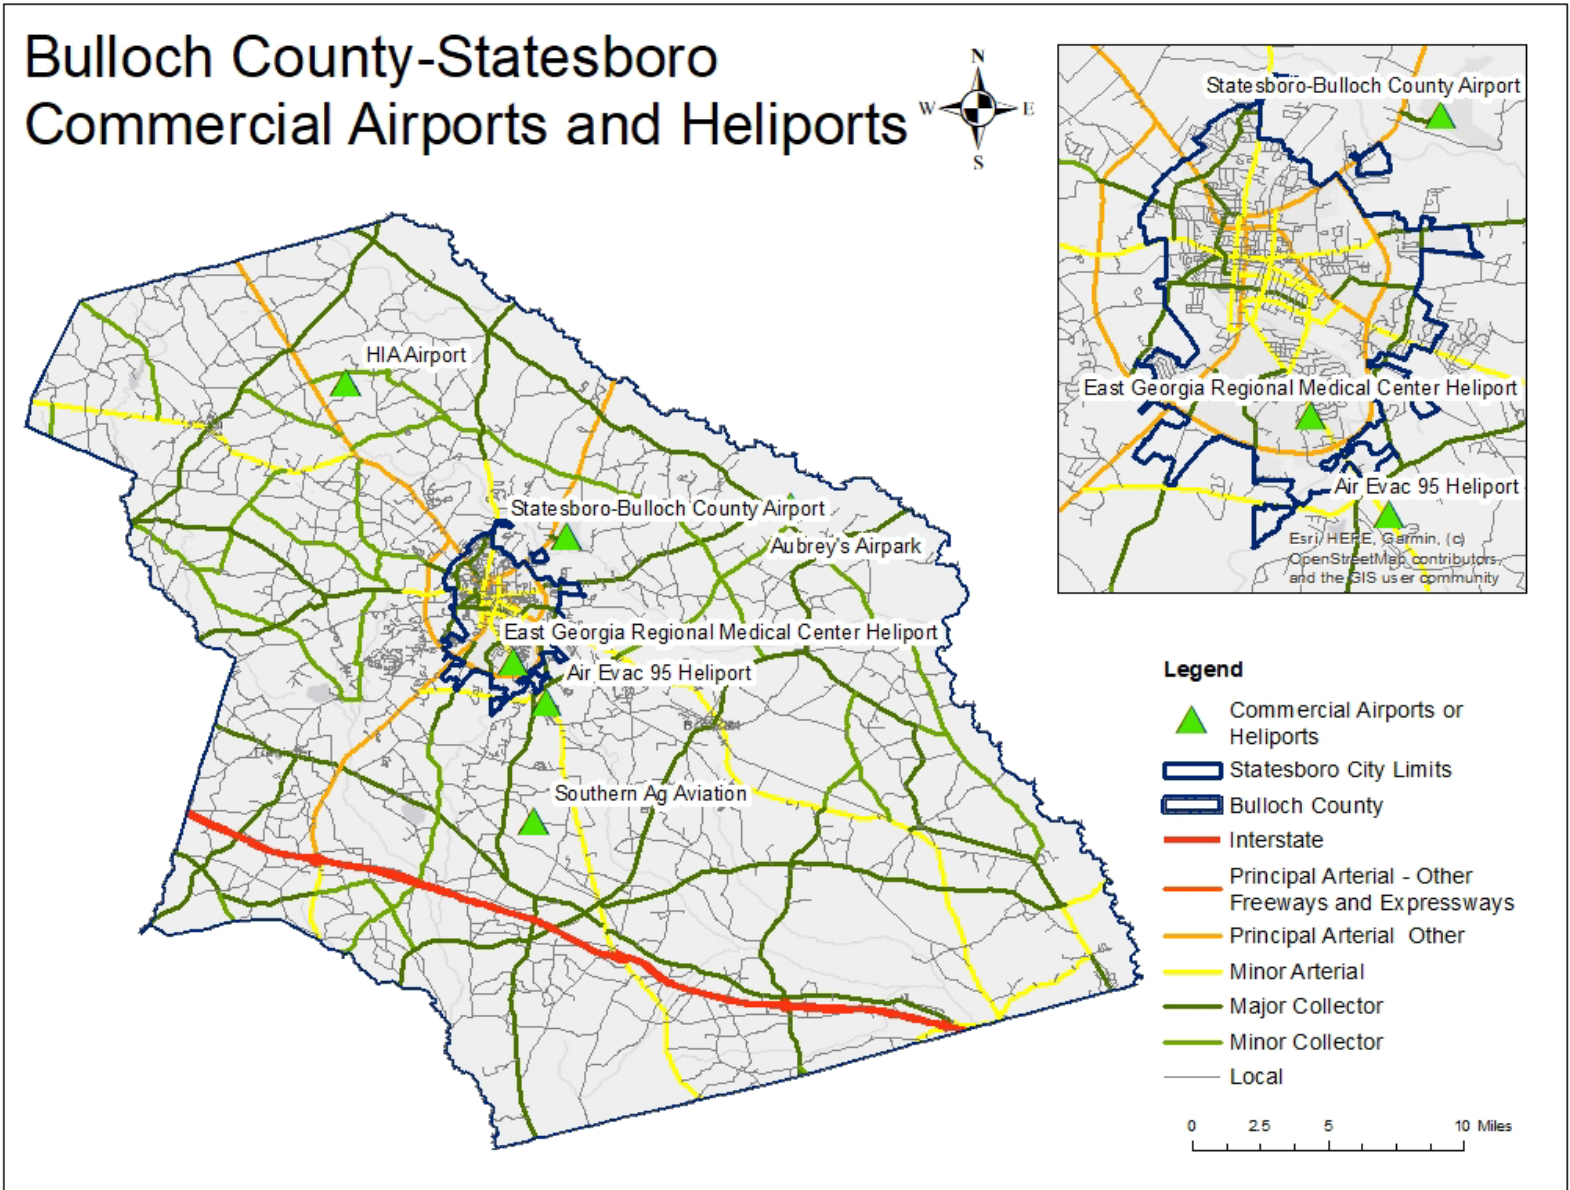 Bulloch County-Statesboro
Commercial Airports and Heliports
N
W
E
S
Statesboro-Bulloch County Airport
East Georgia Regional Medical Center Heliport
Air Evac 95 Heliport
Esri, HERE, Garmin, (c)
OpenStreetMap contributors,
and the GIS user community
HIA Airport
Statesboro-Bulloch County Airport
Aubrey's Airpark
East Georgia Regional Medical Center Heliport
Air Evac 95 Heliport
Southern Ag Aviation
Legend
Commercial Airports or
Heliports
Statesboro City Limits
Bulloch County
Interstate
Principal Arterial - Other
Freeways and Expressways
Principal Arterial Other
Minor Arterial
Major Collector
Minor Collector
Local
0 2.5 5 10 Miles